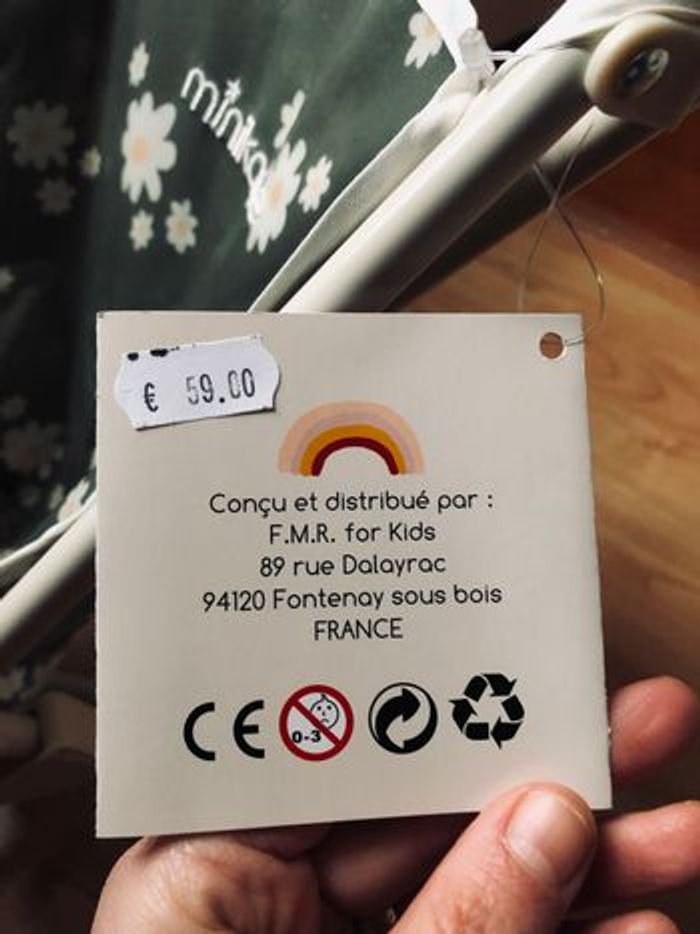 minikane
€ 59.00
Conçu et distribué par :
F.M.R. for Kids
89 rue Dalayrac
94120 Fontenay sous bois
FRANCE
CE
0-3